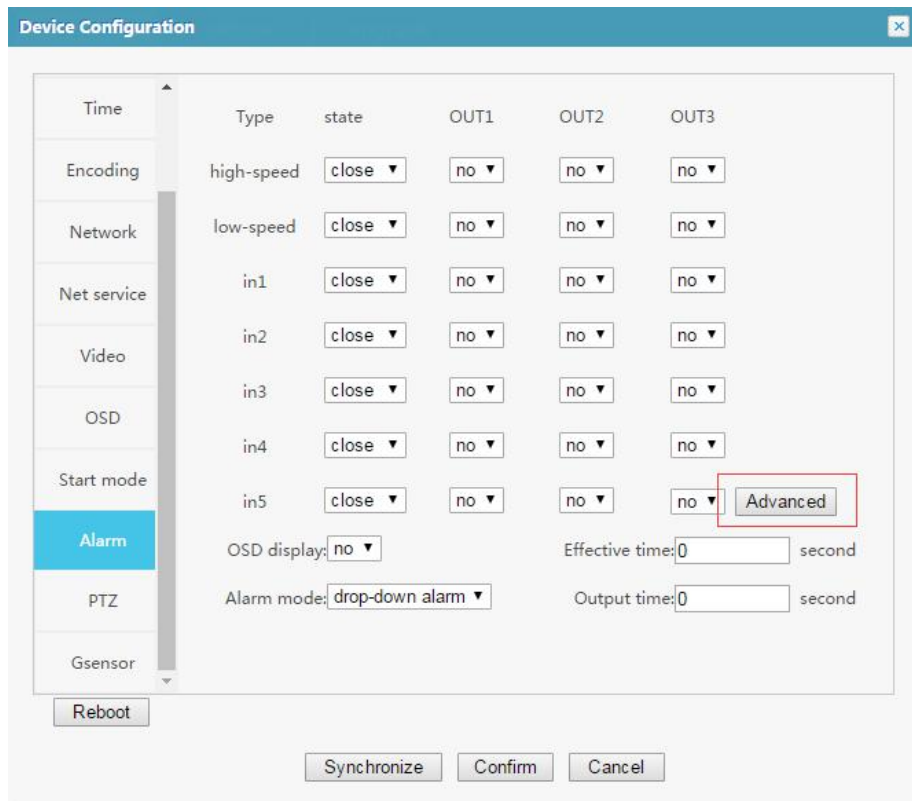 Device Configuration
Time
Encoding
Network
Net service
Video
OSD
Start mode
Alarm
PTZ
Gsensor
Type state OUT1 OUT2 OUT3
high-speed close no no no
low-speed close no no no
in1 close no no no
in2 close no no no
in3 close no no no
in4 close no no no
in5 close no no no Advanced
OSD display: no Effective time: 0 second
Alarm mode: drop-down alarm Output time: 0 second
Reboot
Synchronize Confirm Cancel